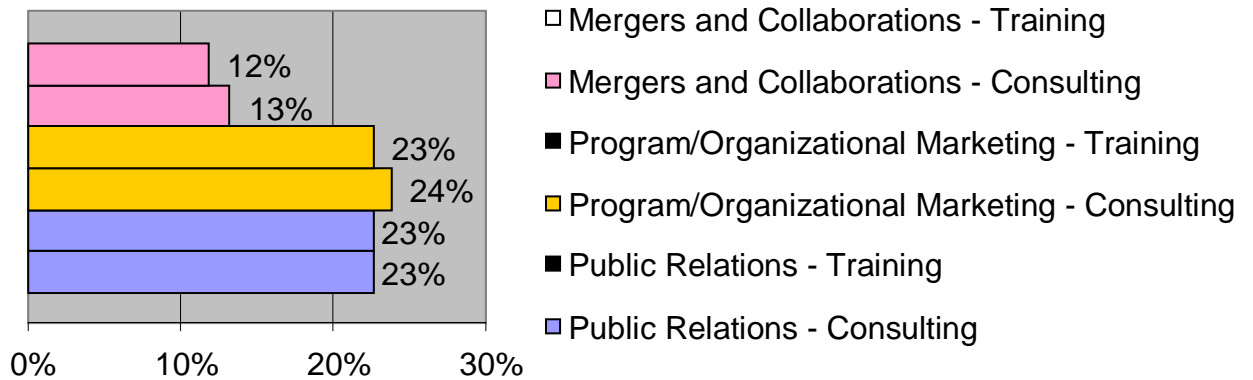 12%
13%
23%
24%
23%
23%
0% 10% 20% 30%
Mergers and Collaborations - Training
Mergers and Collaborations - Consulting
Program/Organizational Marketing - Training
Program/Organizational Marketing - Consulting
Public Relations - Training
Public Relations - Consulting